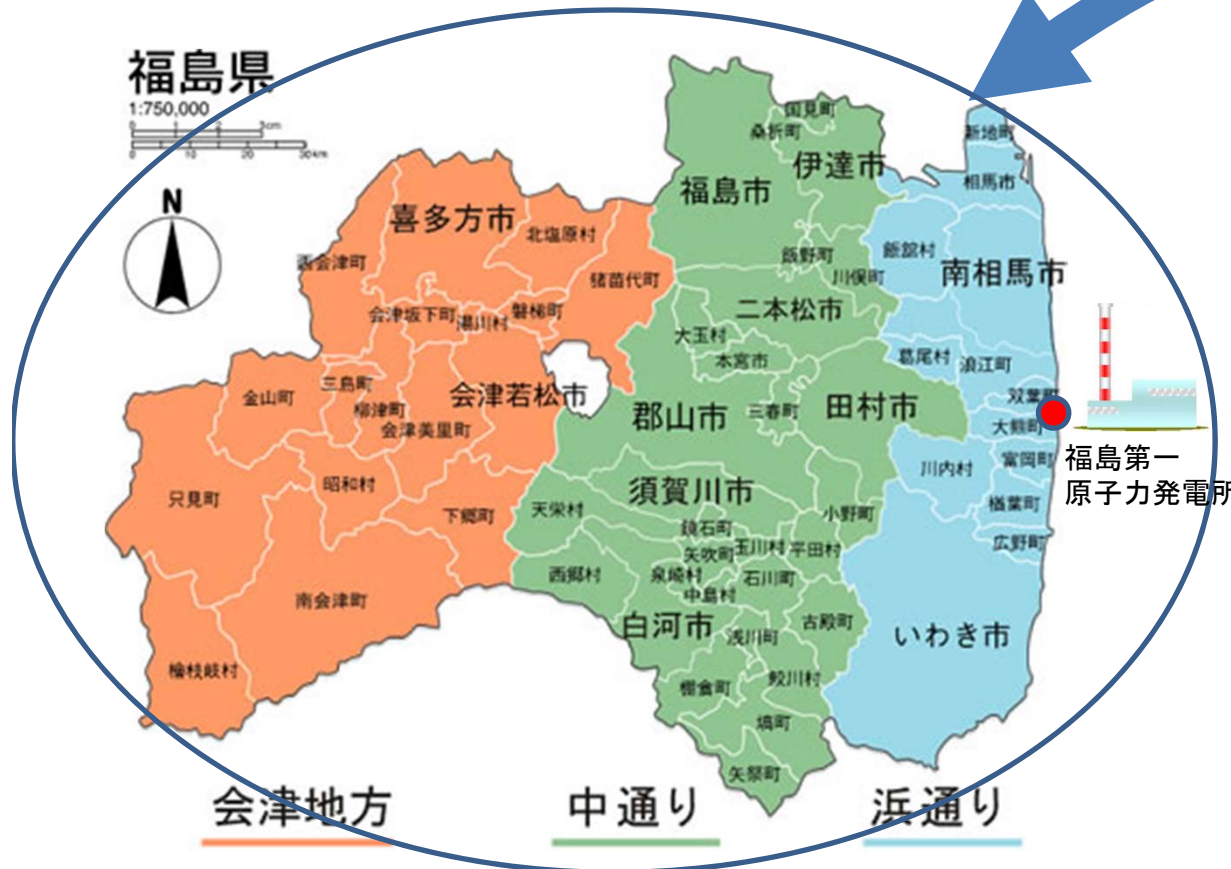 福島県
1:750,000
0 1 2 3cm
0 10 20 30km
N
国見町
桑折町
伊達市
新地町
福島市
相馬市
喜多方市
北塩原村
西会津町
猪苗代町
飯野町
川俣町
飯舘村
南相馬市
会津坂下町
湯川村
磐梯町
二本松市
大玉村
本宮市
葛尾村
浪江町
三島町
金山町
柳津町
会津若松市
会津美里町
郡山市
三春町
田村市
双葉町
大熊町
福島第一
原子力発電所
川内村
富岡町
楢葉町
広野町
只見町
昭和村
下郷町
天栄村
須賀川市
小野町
鏡石町
矢吹町
玉川村
平田村
西郷村
泉崎村
石川町
中島村
南会津町
白河市
浅川町
古殿町
いわき市
檜枝岐村
棚倉町
鮫川村
塙町
矢祭町
会津地方
中通り
浜通り